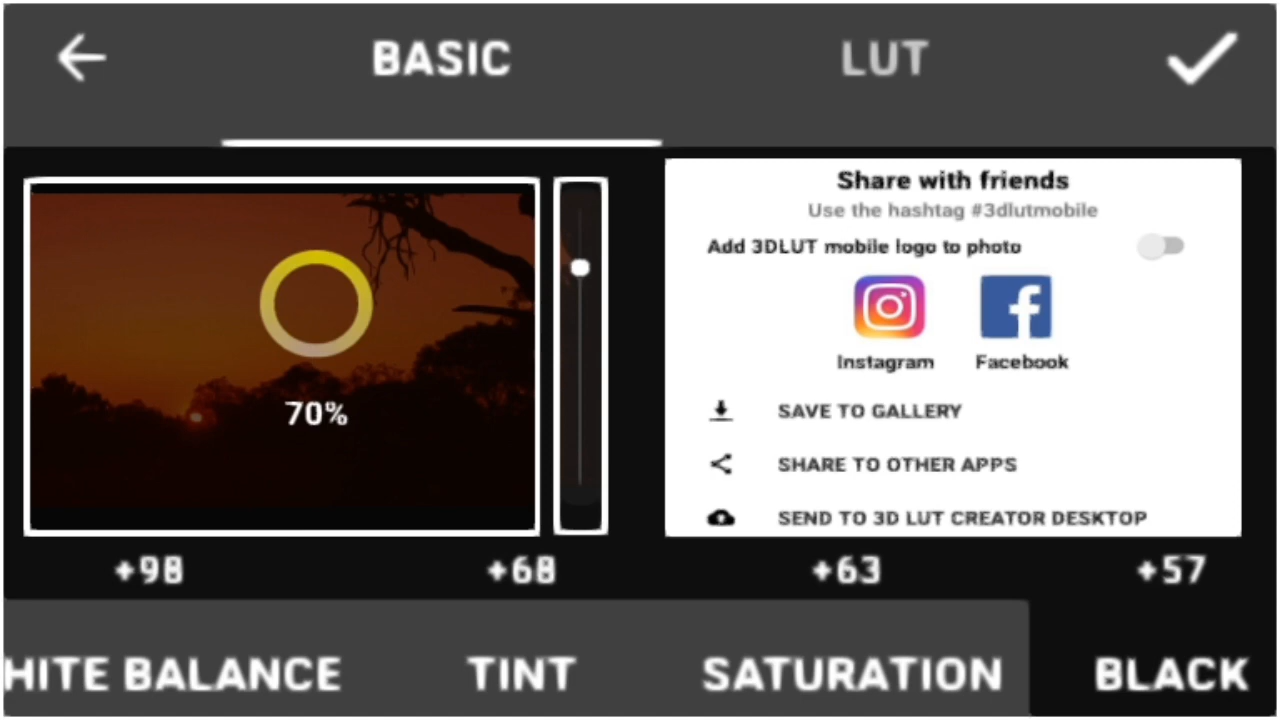 BASIC
LUT
Share with friends
Use the hashtag #3dlutmobile
Add 3DLUT mobile logo to photo
Instagram
Facebook
70%
SAVE TO GALLERY
SHARE TO OTHER APPS
SEND TO 3D LUT CREATOR DESKTOP
+98
+68
+63
+57
HITE BALANCE
TINT
SATURATION
BLACK